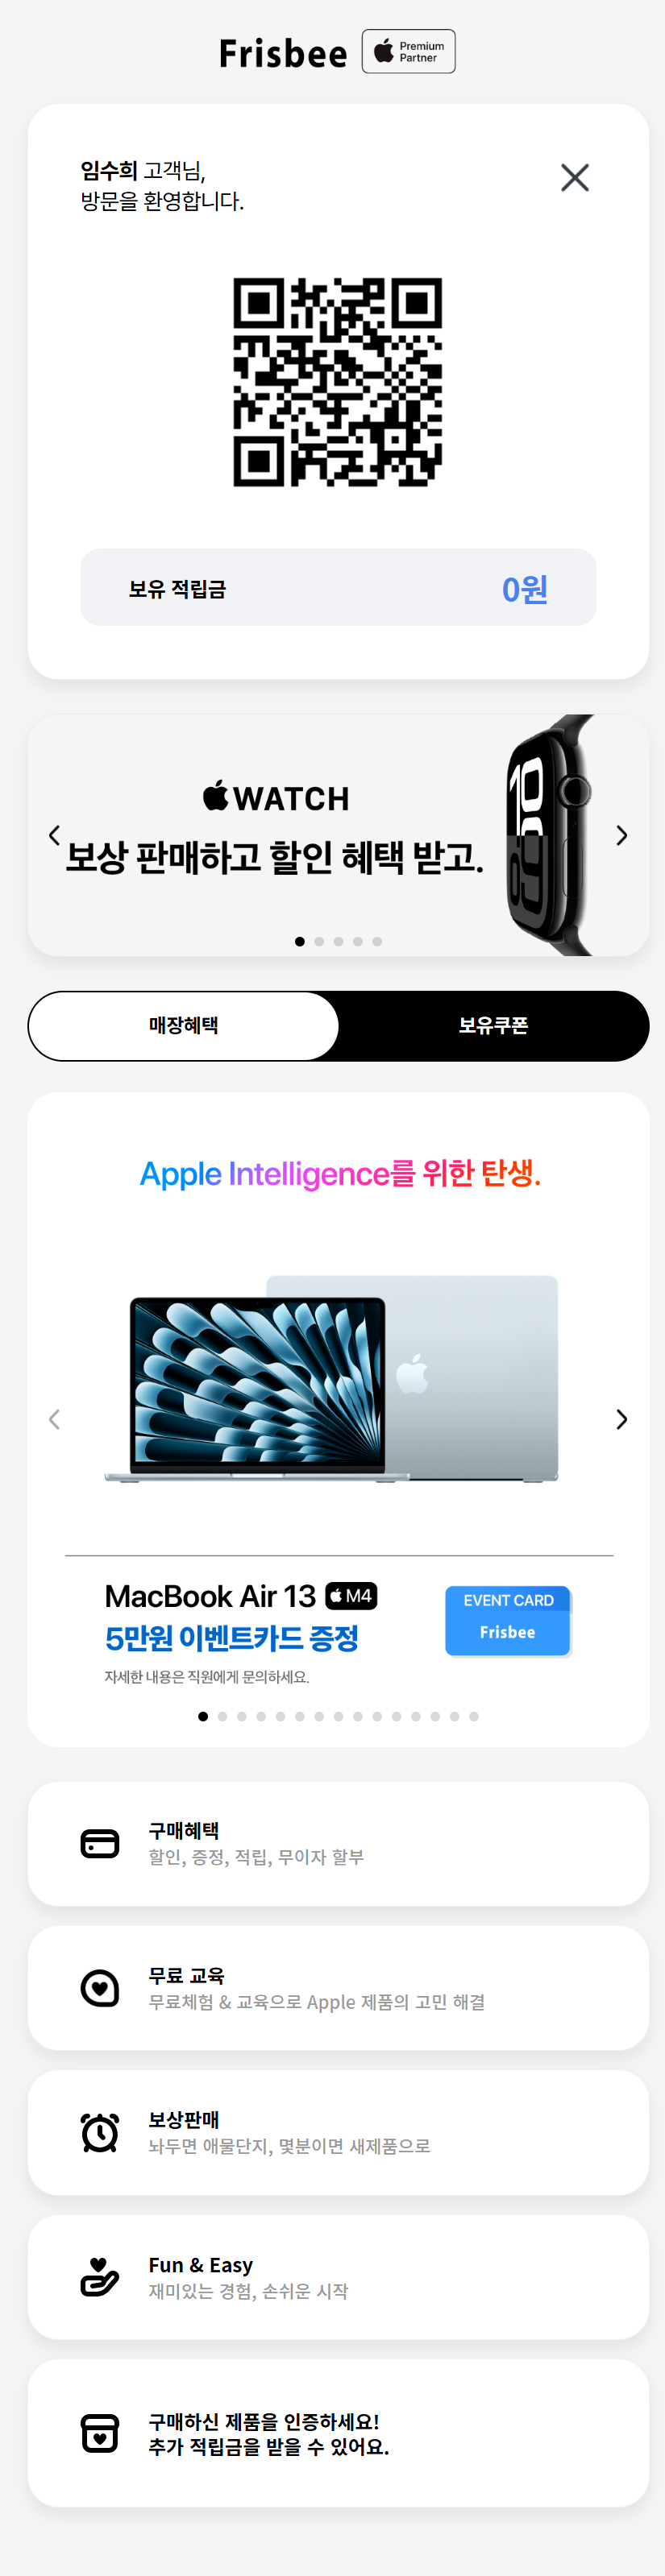 Frisbee
Premium
Partner
임수희 고객님,
방문을 환영합니다.
보유 적립금
0원
WATCH
보상 판매하고 할인 혜택 받고.
10
09
매장혜택
보유쿠폰
Apple Intelligence를 위한 탄생.
MacBook Air 13 M4
5만원 이벤트카드 증정
자세한 내용은 직원에게 문의하세요.
EVENT CARD
Frisbee
구매혜택
할인, 증정, 적립, 무이자 할부
무료 교육
무료체험 & 교육으로 Apple 제품의 고민 해결
보상판매
놔두면 애물단지, 몇분이면 새제품으로
Fun & Easy
재미있는 경험, 손쉬운 시작
구매하신 제품을 인증하세요!
추가 적립금을 받을 수 있어요.